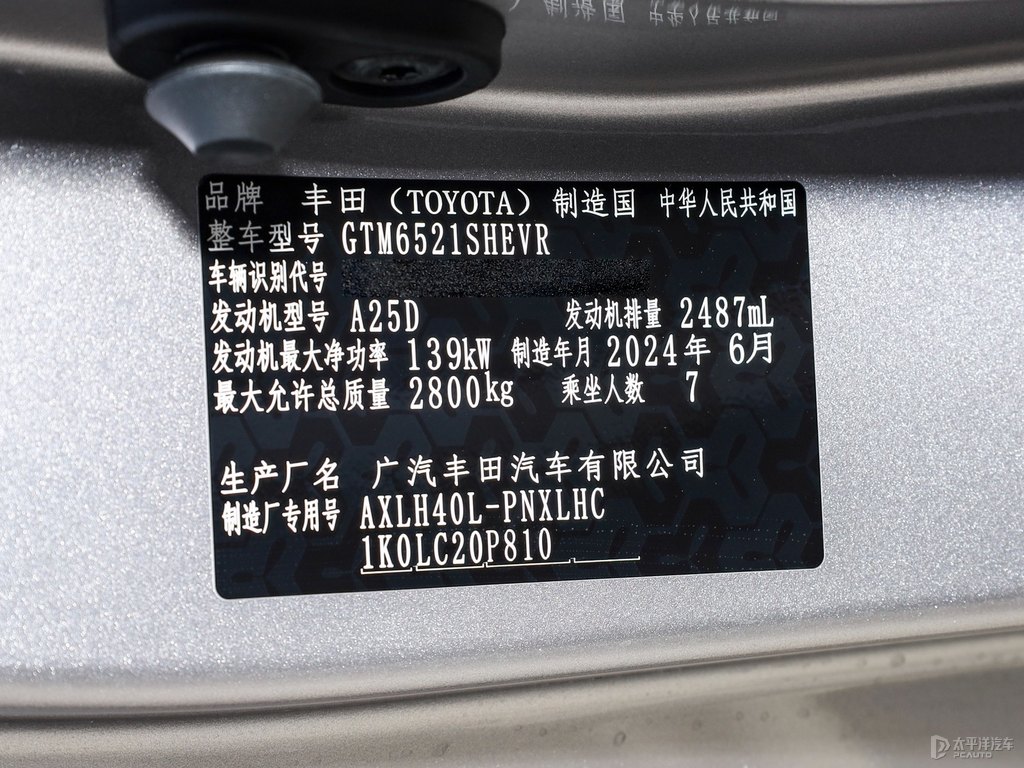 品牌 丰田（TOYOTA） 制造国 中华人民共和国
整车型号 GTM6521SHEVR
车辆识别代号
发动机型号 A25D 发动机排量 2487mL
发动机最大净功率 139kW 制造年月 2024年 6月
最大允许总质量 2800kg 乘坐人数 7
生产厂名 广汽丰田汽车有限公司
制造厂专用号 AXLH40L-PNXLHC
1K0LC20P810
太平洋汽车
PCAUTO